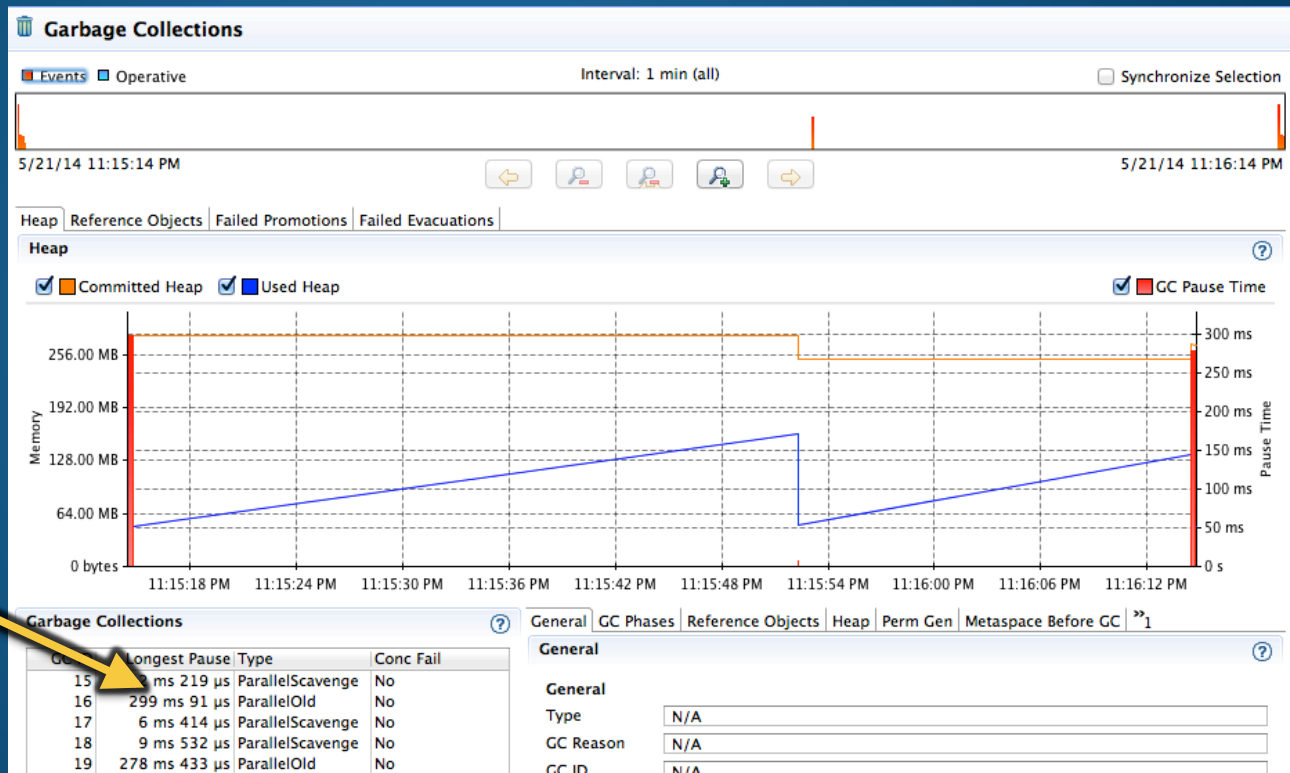 Garbage Collections
Events Operative Interval: 1 min (all) Synchronize Selection
5/21/14 11:15:14 PM 5/21/14 11:16:14 PM
Heap Reference Objects Failed Promotions Failed Evacuations
Heap
Committed Heap Used Heap GC Pause Time
300 ms
256.00 MB
250 ms
192.00 MB
200 ms
Memory
Pause Time
128.00 MB
150 ms
100 ms
64.00 MB
50 ms
0 bytes
0 s
11:15:18 PM 11:15:24 PM 11:15:30 PM 11:15:36 PM 11:15:42 PM 11:15:48 PM 11:15:54 PM 11:16:00 PM 11:16:06 PM 11:16:12 PM
Garbage Collections
General GC Phases Reference Objects Heap Perm Gen Metaspace Before GC »1
Longest Pause Type Conc Fail
15 ms 219 µs ParallelScavenge No
16 299 ms 91 µs ParallelOld No
17 6 ms 414 µs ParallelScavenge No
18 9 ms 532 µs ParallelScavenge No
19 278 ms 433 µs ParallelOld No
General
General
Type N/A
GC Reason N/A
GC ID N/A